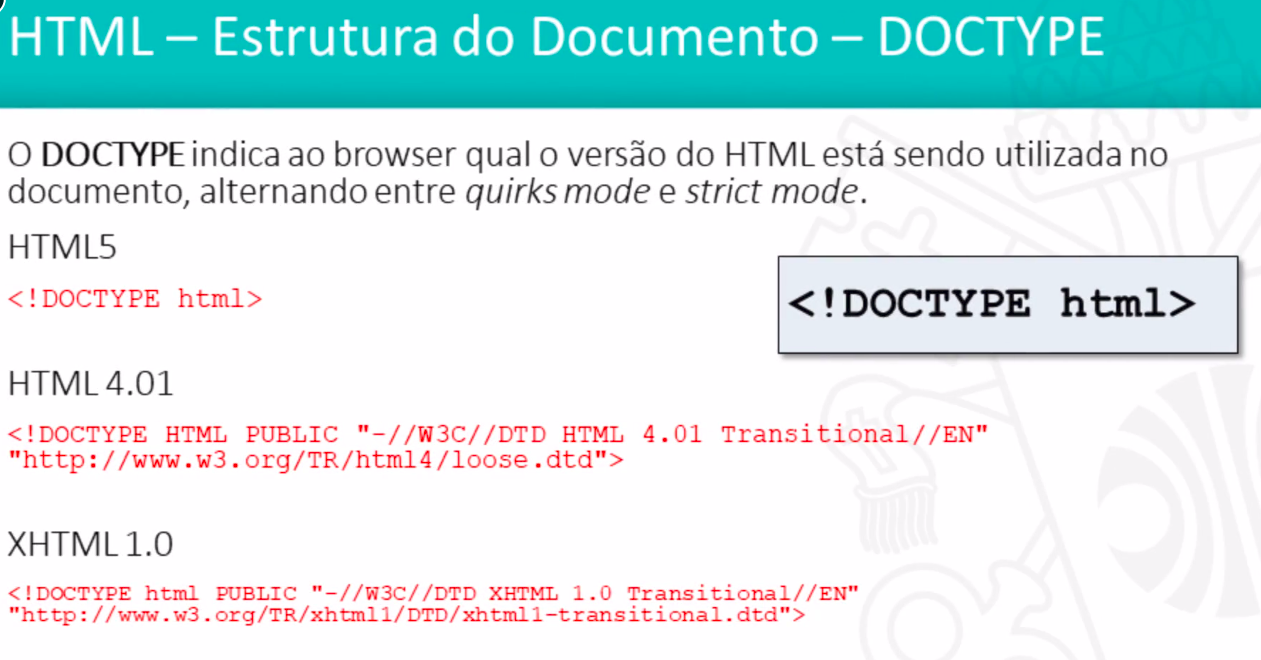 HTML – Estrutura do Documento – DOCTYPE
O DOCTYPE indica ao browser qual o versão do HTML está sendo utilizada no
documento, alternando entre quirks mode e strict mode.
HTML5
<!DOCTYPE html>
<!DOCTYPE html>
HTML 4.01
<!DOCTYPE HTML PUBLIC "-//W3C//DTD HTML 4.01 Transitional//EN"
"http://www.w3.org/TR/html4/loose.dtd">
XHTML 1.0
<!DOCTYPE html PUBLIC "-//W3C//DTD XHTML 1.0 Transitional//EN"
"http://www.w3.org/TR/xhtml1/DTD/xhtml1-transitional.dtd">